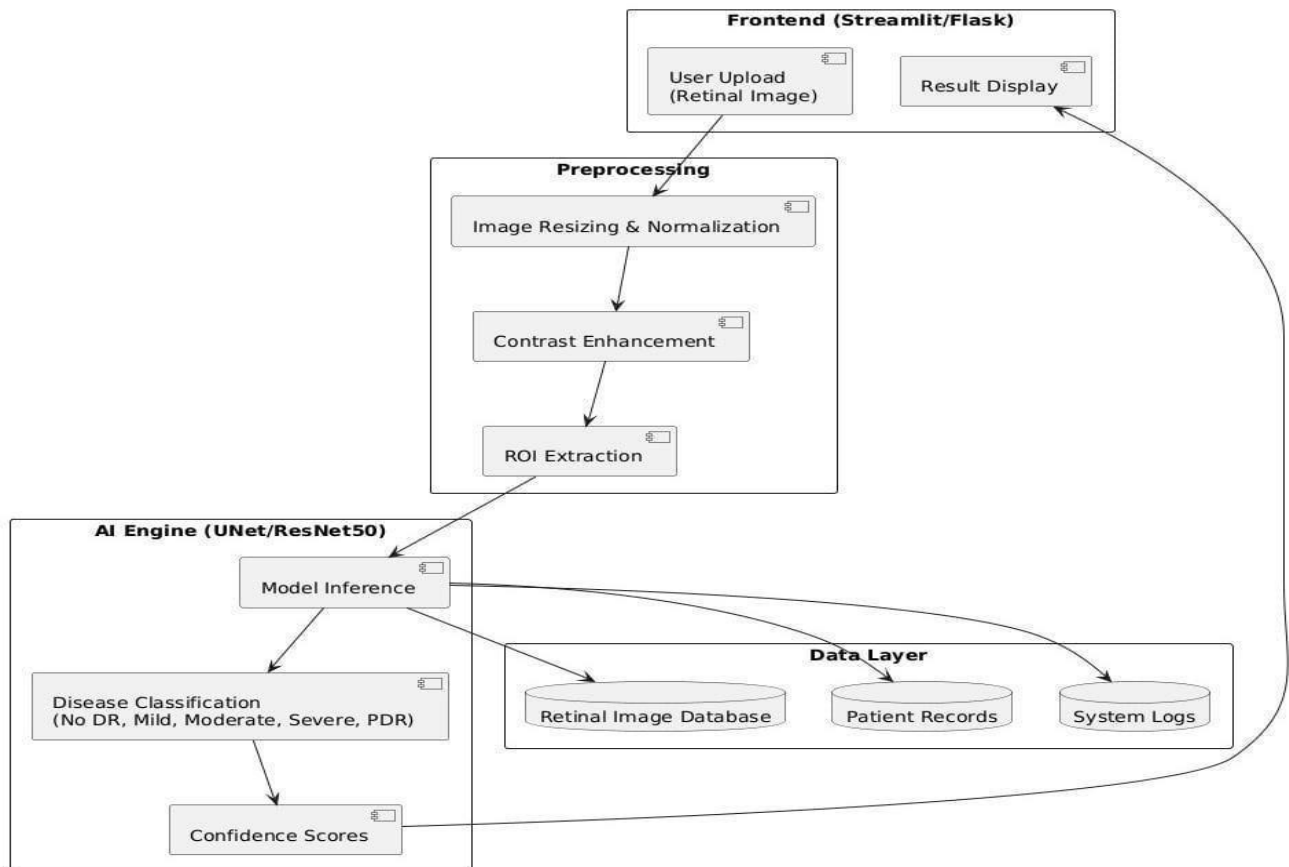 Frontend (Streamlit/Flask)
User Upload
(Retinal Image)
Result Display
Preprocessing
Image Resizing & Normalization
Contrast Enhancement
ROI Extraction
AI Engine (UNet/ResNet50)
Model Inference
Disease Classification
(No DR, Mild, Moderate, Severe, PDR)
Confidence Scores
Data Layer
Retinal Image Database
Patient Records
System Logs